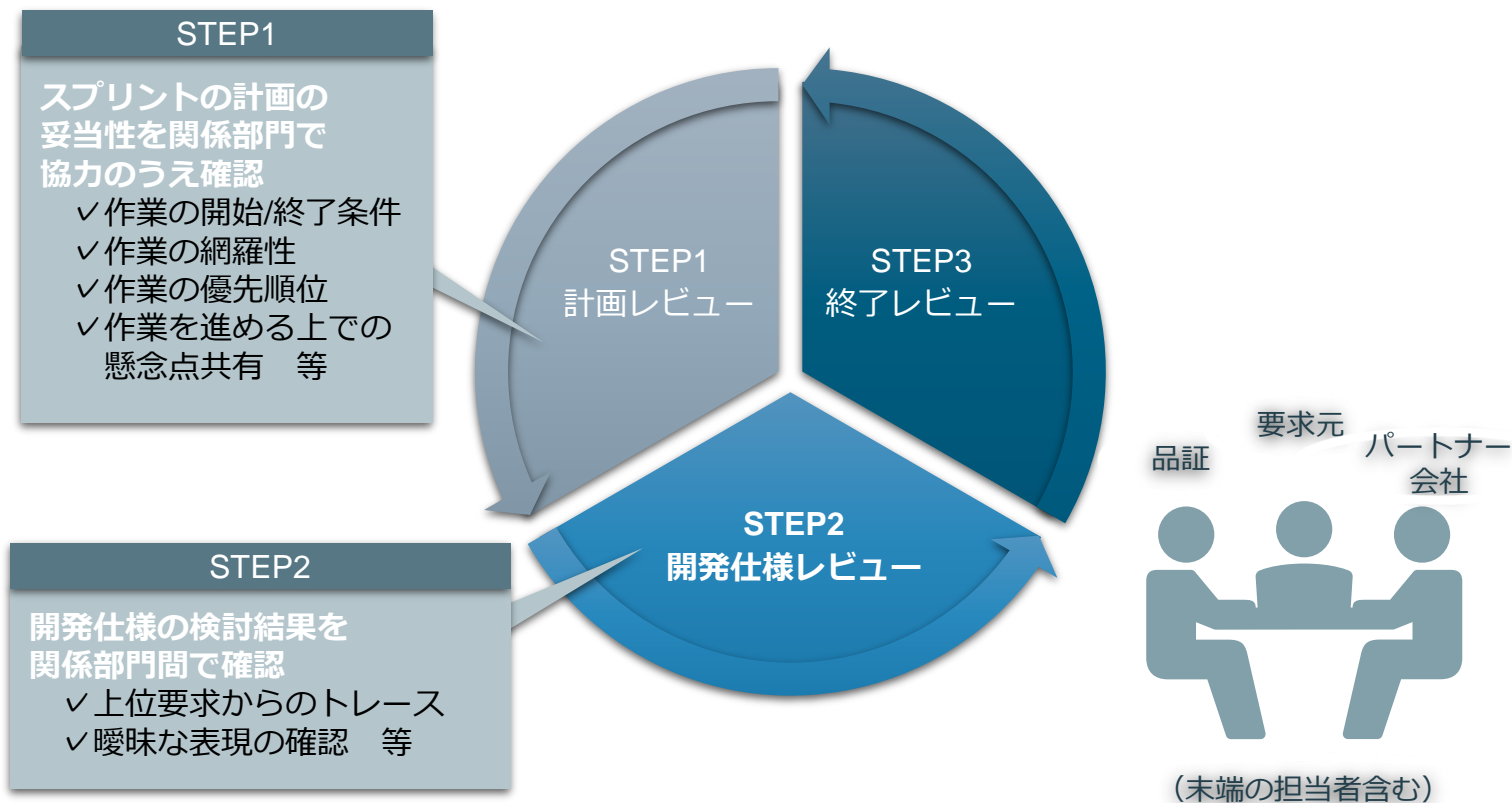 STEP1
スプリントの計画の
妥当性を関係部門で
協力のうえ確認
✓作業の開始/終了条件
✓作業の網羅性
✓作業の優先順位
✓作業を進める上での
懸念点共有　等
STEP1
計画レビュー
STEP3
終了レビュー
STEP2
開発仕様レビュー
STEP2
開発仕様の検討結果を
関係部門間で確認
✓上位要求からのトレース
✓曖昧な表現の確認　等
品証
要求元
パートナー
会社
（末端の担当者含む）